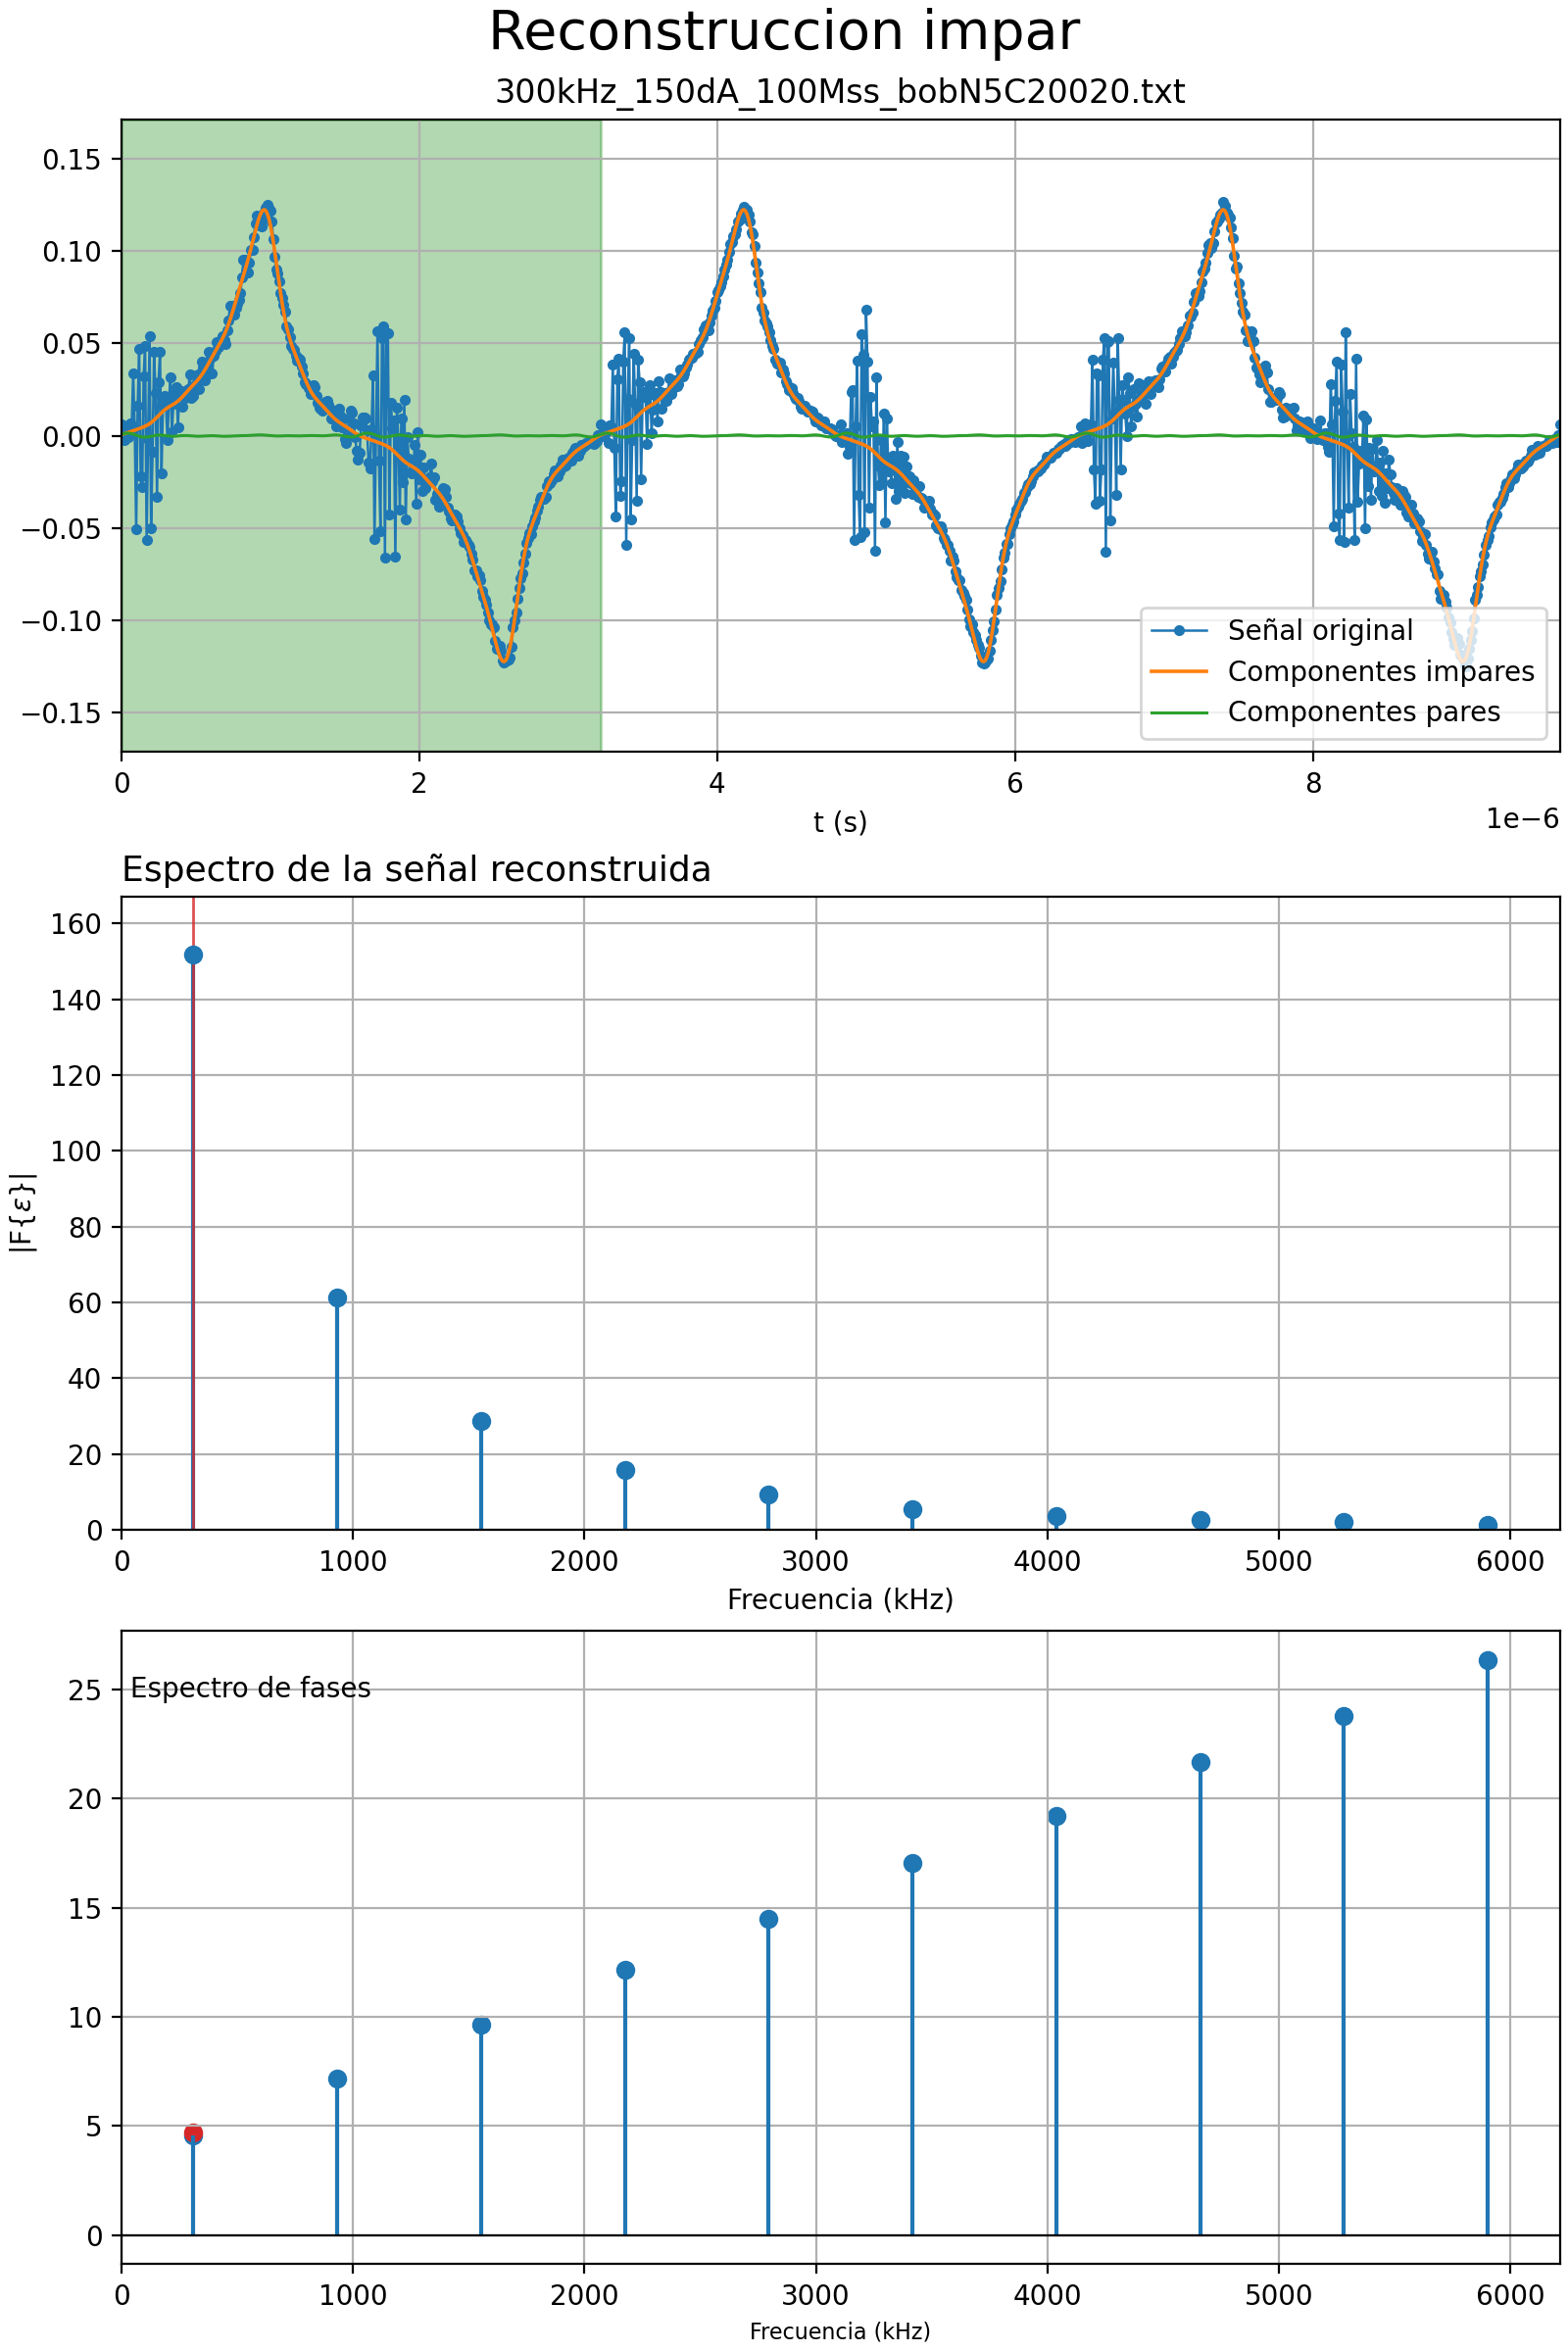 Reconstruccion impar
300kHz_150dA_100Mss_bobN5C20020.txt
0.15
0.10
0.05
0.00
−0.05
−0.10
−0.15
Señal original
Componentes impares
Componentes pares
0 2 4 6 8
t (s)
1e−6
Espectro de la señal reconstruida
160
140
120
100
80
60
40
20
0
|F{ε}|
0 1000 2000 3000 4000 5000 6000
Frecuencia (kHz)
Espectro de fases
25
20
15
10
5
0
0 1000 2000 3000 4000 5000 6000
Frecuencia (kHz)